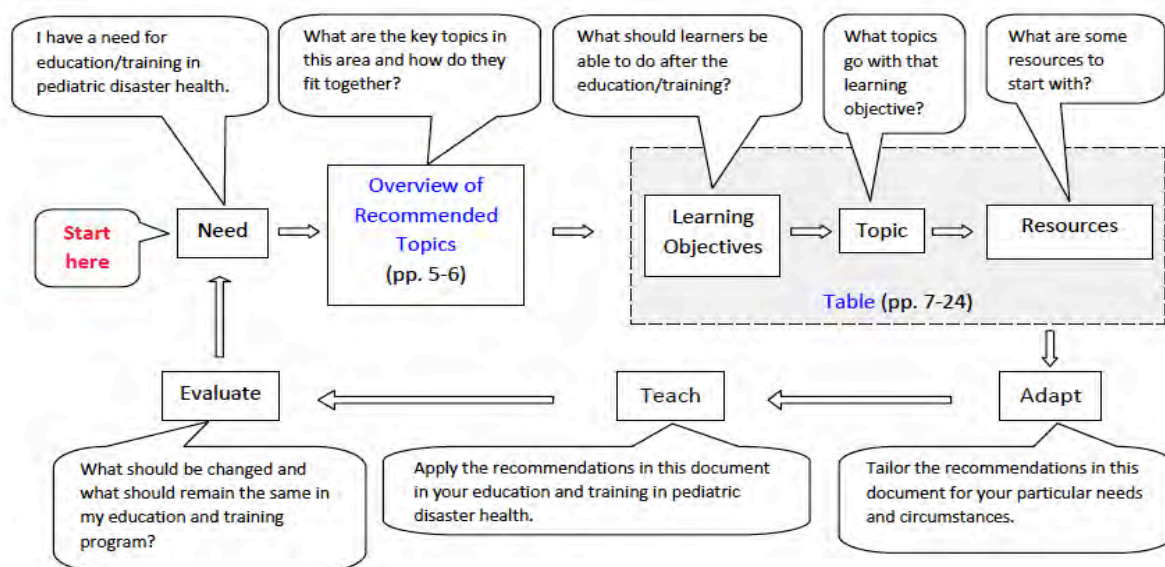 I have a need for
education/training in
pediatric disaster health.
What are the key topics in
this area and how do they
fit together?
What should learners be
able to do after the
education/training?
What topics
go with that
learning
objective?
What are some
resources to
start with?
Start
here
Need
Overview of
Recommended
Topics
(pp. 5-6)
Learning
Objectives
Topic
Resources
Table (pp. 7-24)
Evaluate
Teach
Adapt
What should be changed and
what should remain the same in
my education and training
program?
Apply the recommendations in this document
in your education and training in pediatric
disaster health.
Tailor the recommendations in this
document for your particular needs
and circumstances.